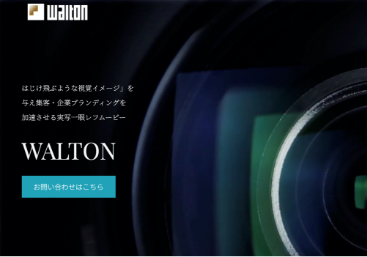 Walton
はじけ飛ぶような視覚イメージ」を
与え集客・企業ブランディングを
加速させる実写一眼レフムービー
WALTON
お問い合わせはこちら